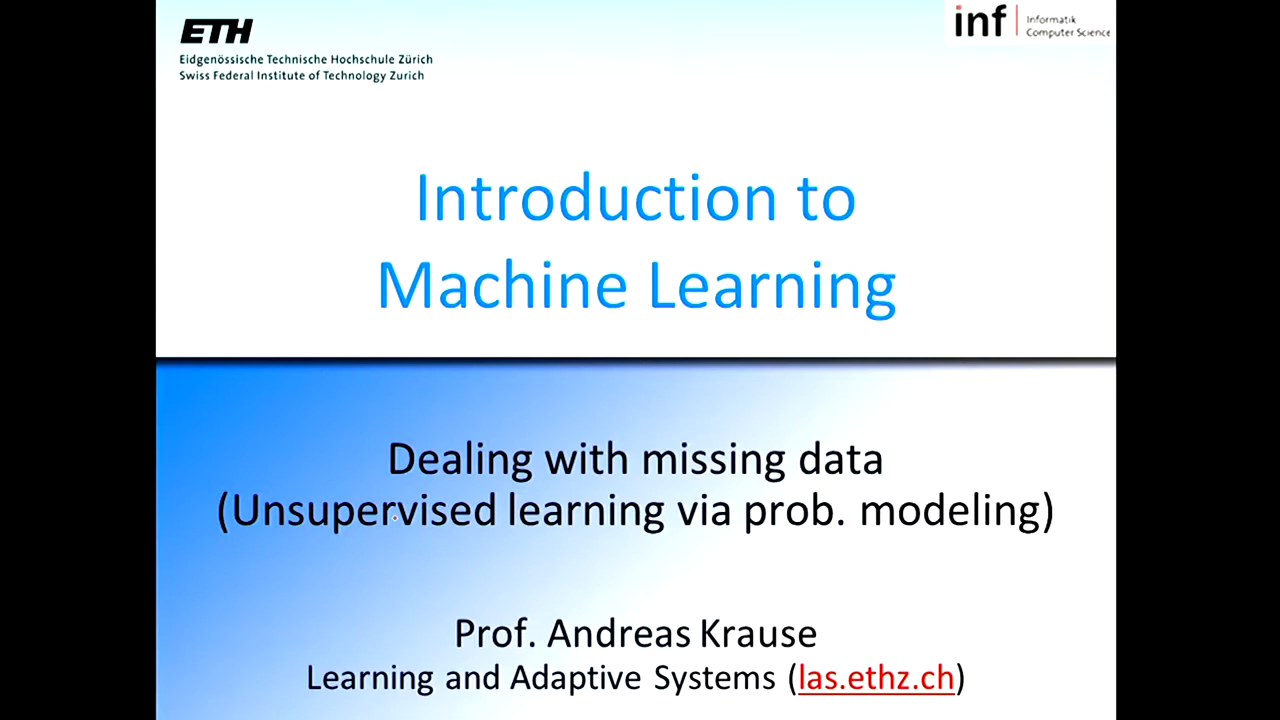 ETH
Eidgenössische Technische Hochschule Zürich
Swiss Federal Institute of Technology Zurich
inf
Informatik
Computer Science
Introduction to
Machine Learning
Dealing with missing data
(Unsupervised learning via prob. modeling)
Prof. Andreas Krause
Learning and Adaptive Systems (las.ethz.ch)